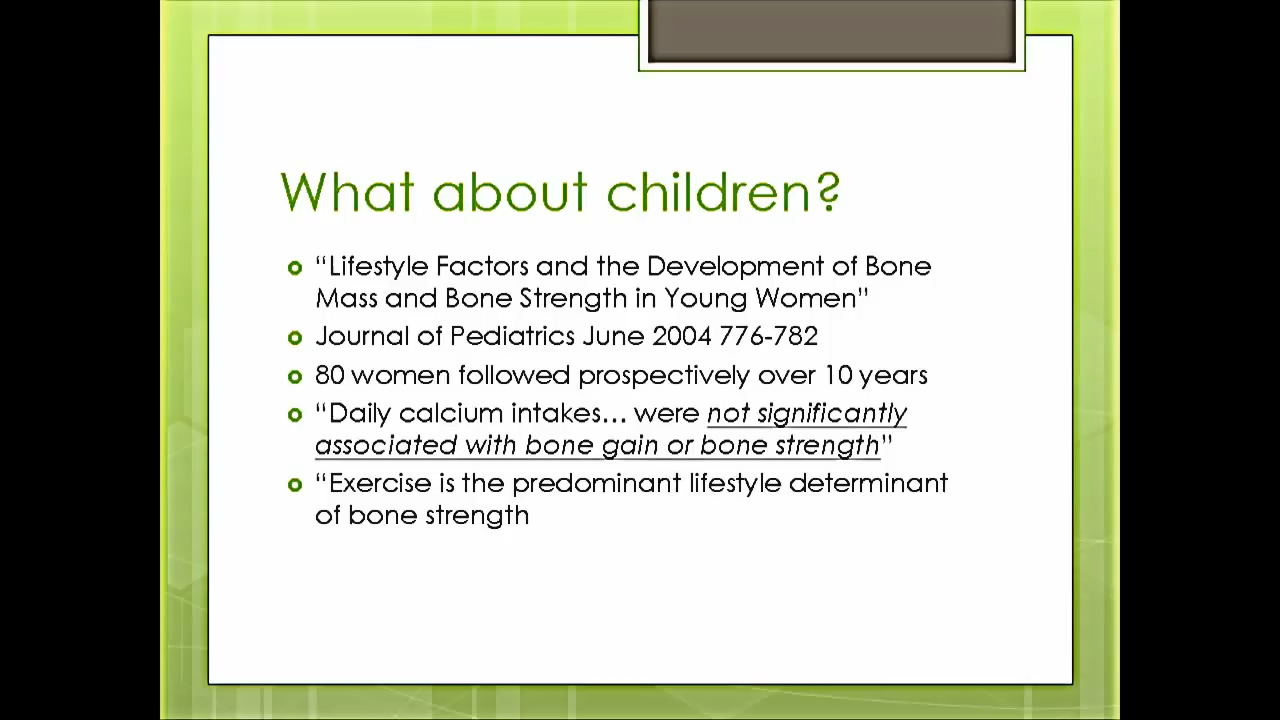 What about children?
“Lifestyle Factors and the Development of Bone
Mass and Bone Strength in Young Women”
Journal of Pediatrics June 2004 776-782
80 women followed prospectively over 10 years
“Daily calcium intakes… were not significantly
associated with bone gain or bone strength”
“Exercise is the predominant lifestyle determinant
of bone strength